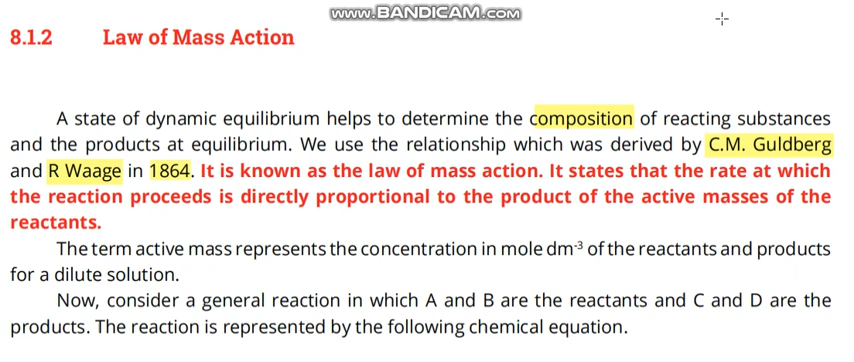 www.BANDICAM.com
8.1.2 Law of Mass Action
A state of dynamic equilibrium helps to determine the composition of reacting substances
and the products at equilibrium. We use the relationship which was derived by C.M. Guldberg
and R Waage in 1864. It is known as the law of mass action. It states that the rate at which
the reaction proceeds is directly proportional to the product of the active masses of the
reactants.
The term active mass represents the concentration in mole dm⁻³ of the reactants and products
for a dilute solution.
Now, consider a general reaction in which A and B are the reactants and C and D are the
products. The reaction is represented by the following chemical equation.